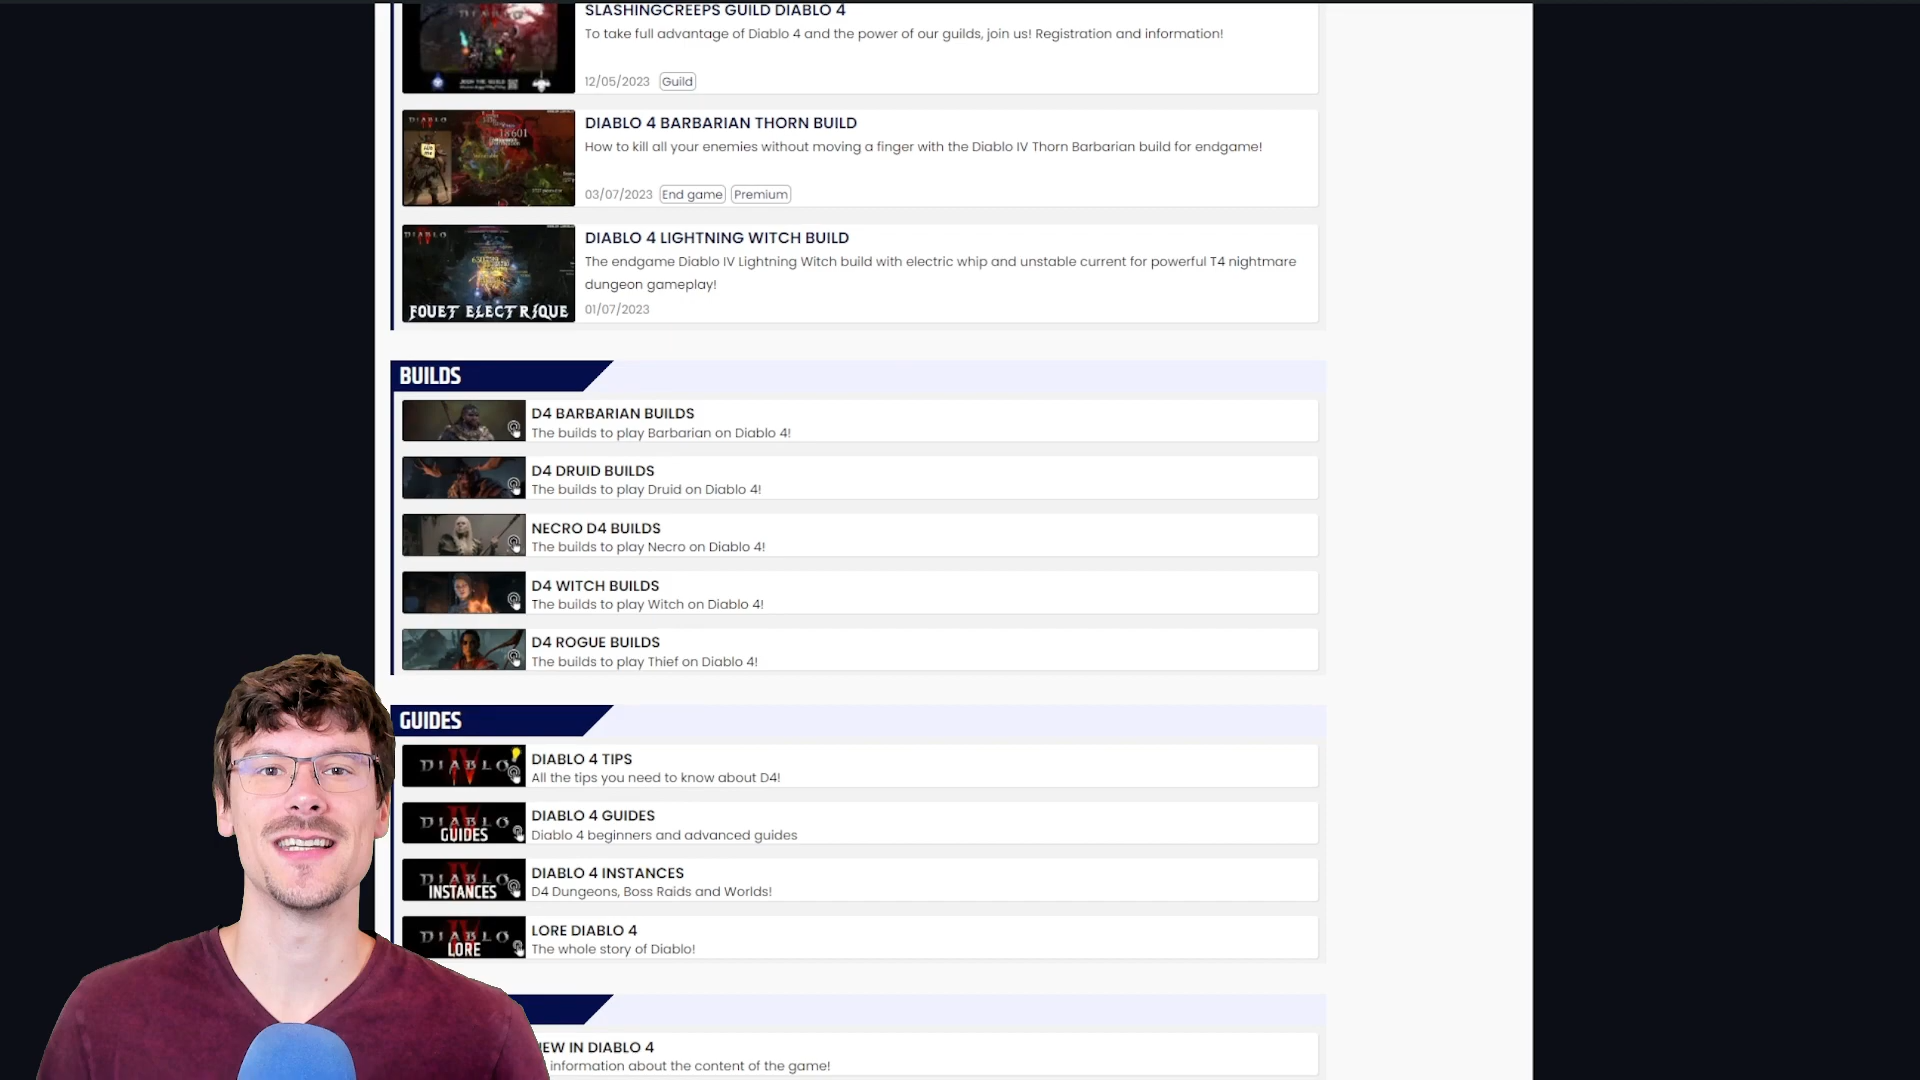 SLASHINGCREEPS GUILD DIABLO 4
To take full advantage of Diablo 4 and the power of our guilds, join us! Registration and information!
12/05/2023 Guild
DIABLO
18601
DIABLO 4 BARBARIAN THORN BUILD
How to kill all your enemies without moving a finger with the Diablo IV Thorn Barbarian build for endgame!
03/07/2023 End game Premium
DIABLO
FOUET ELECTRIQUE
DIABLO 4 LIGHTNING WITCH BUILD
The endgame Diablo IV Lightning Witch build with electric whip and unstable current for powerful T4 nightmare
dungeon gameplay!
01/07/2023
BUILDS
D4 BARBARIAN BUILDS
The builds to play Barbarian on Diablo 4!
D4 DRUID BUILDS
The builds to play Druid on Diablo 4!
NECRO D4 BUILDS
The builds to play Necro on Diablo 4!
D4 WITCH BUILDS
The builds to play Witch on Diablo 4!
D4 ROGUE BUILDS
The builds to play Thief on Diablo 4!
GUIDES
DIABLO IV
DIABLO 4 TIPS
All the tips you need to know about D4!
DIABLO
GUIDES
DIABLO 4 GUIDES
Diablo 4 beginners and advanced guides
DIABLO
INSTANCES
DIABLO 4 INSTANCES
D4 Dungeons, Boss Raids and Worlds!
DIABLO
LORE
LORE DIABLO 4
The whole story of Diablo!
EW IN DIABLO 4
information about the content of the game!